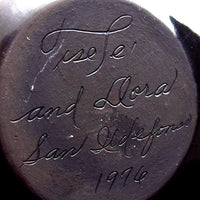 Tse Pe'
and Dora
San Ildefonso
1976